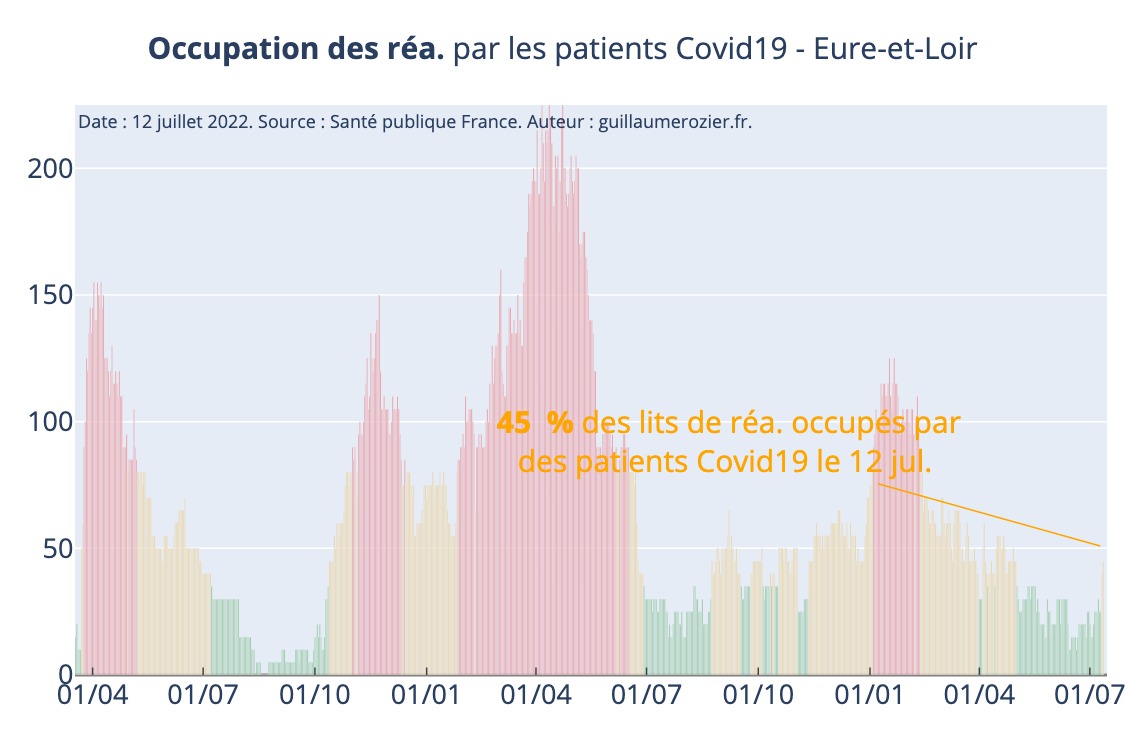 Occupation des réa. par les patients Covid19 - Eure-et-Loir
Date : 12 juillet 2022. Source : Santé publique France. Auteur : guillaumerozier.fr.
200
150
100
50
0
45 % des lits de réa. occupés par
des patients Covid19 le 12 jul.
01/04 01/07 01/10 01/01 01/04 01/07 01/10 01/01 01/04 01/07